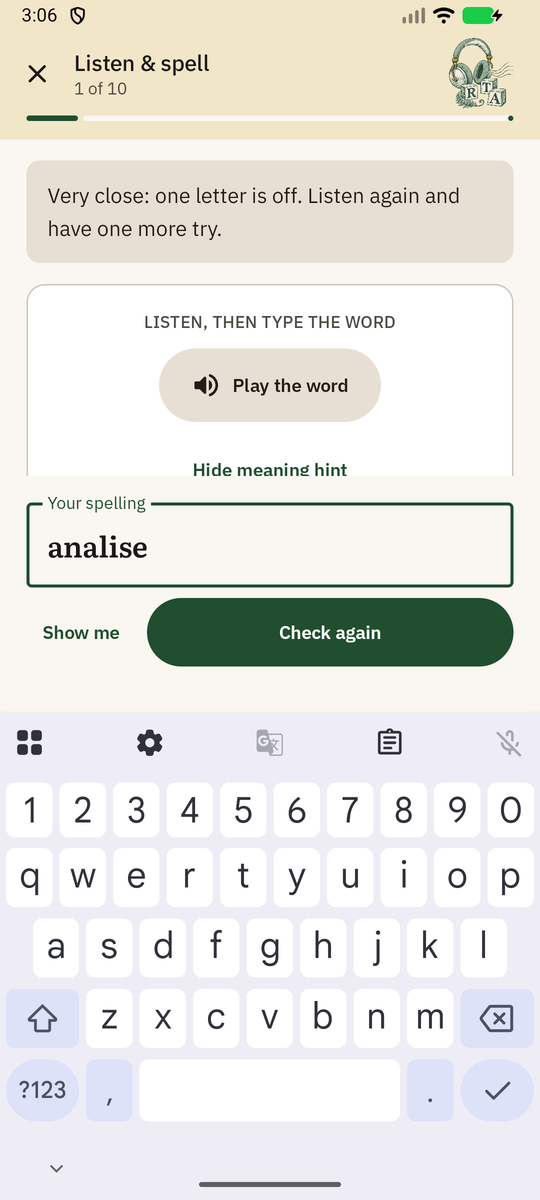 3:06
Listen & spell
1 of 10
R T A
Very close: one letter is off. Listen again and
have one more try.
LISTEN, THEN TYPE THE WORD
Play the word
Hide meaning hint
Your spelling
analise
Show me
Check again
1 2 3 4 5 6 7 8 9 0
q w e r t y u i o p
a s d f g h j k l
z x c v b n m
?123 , .